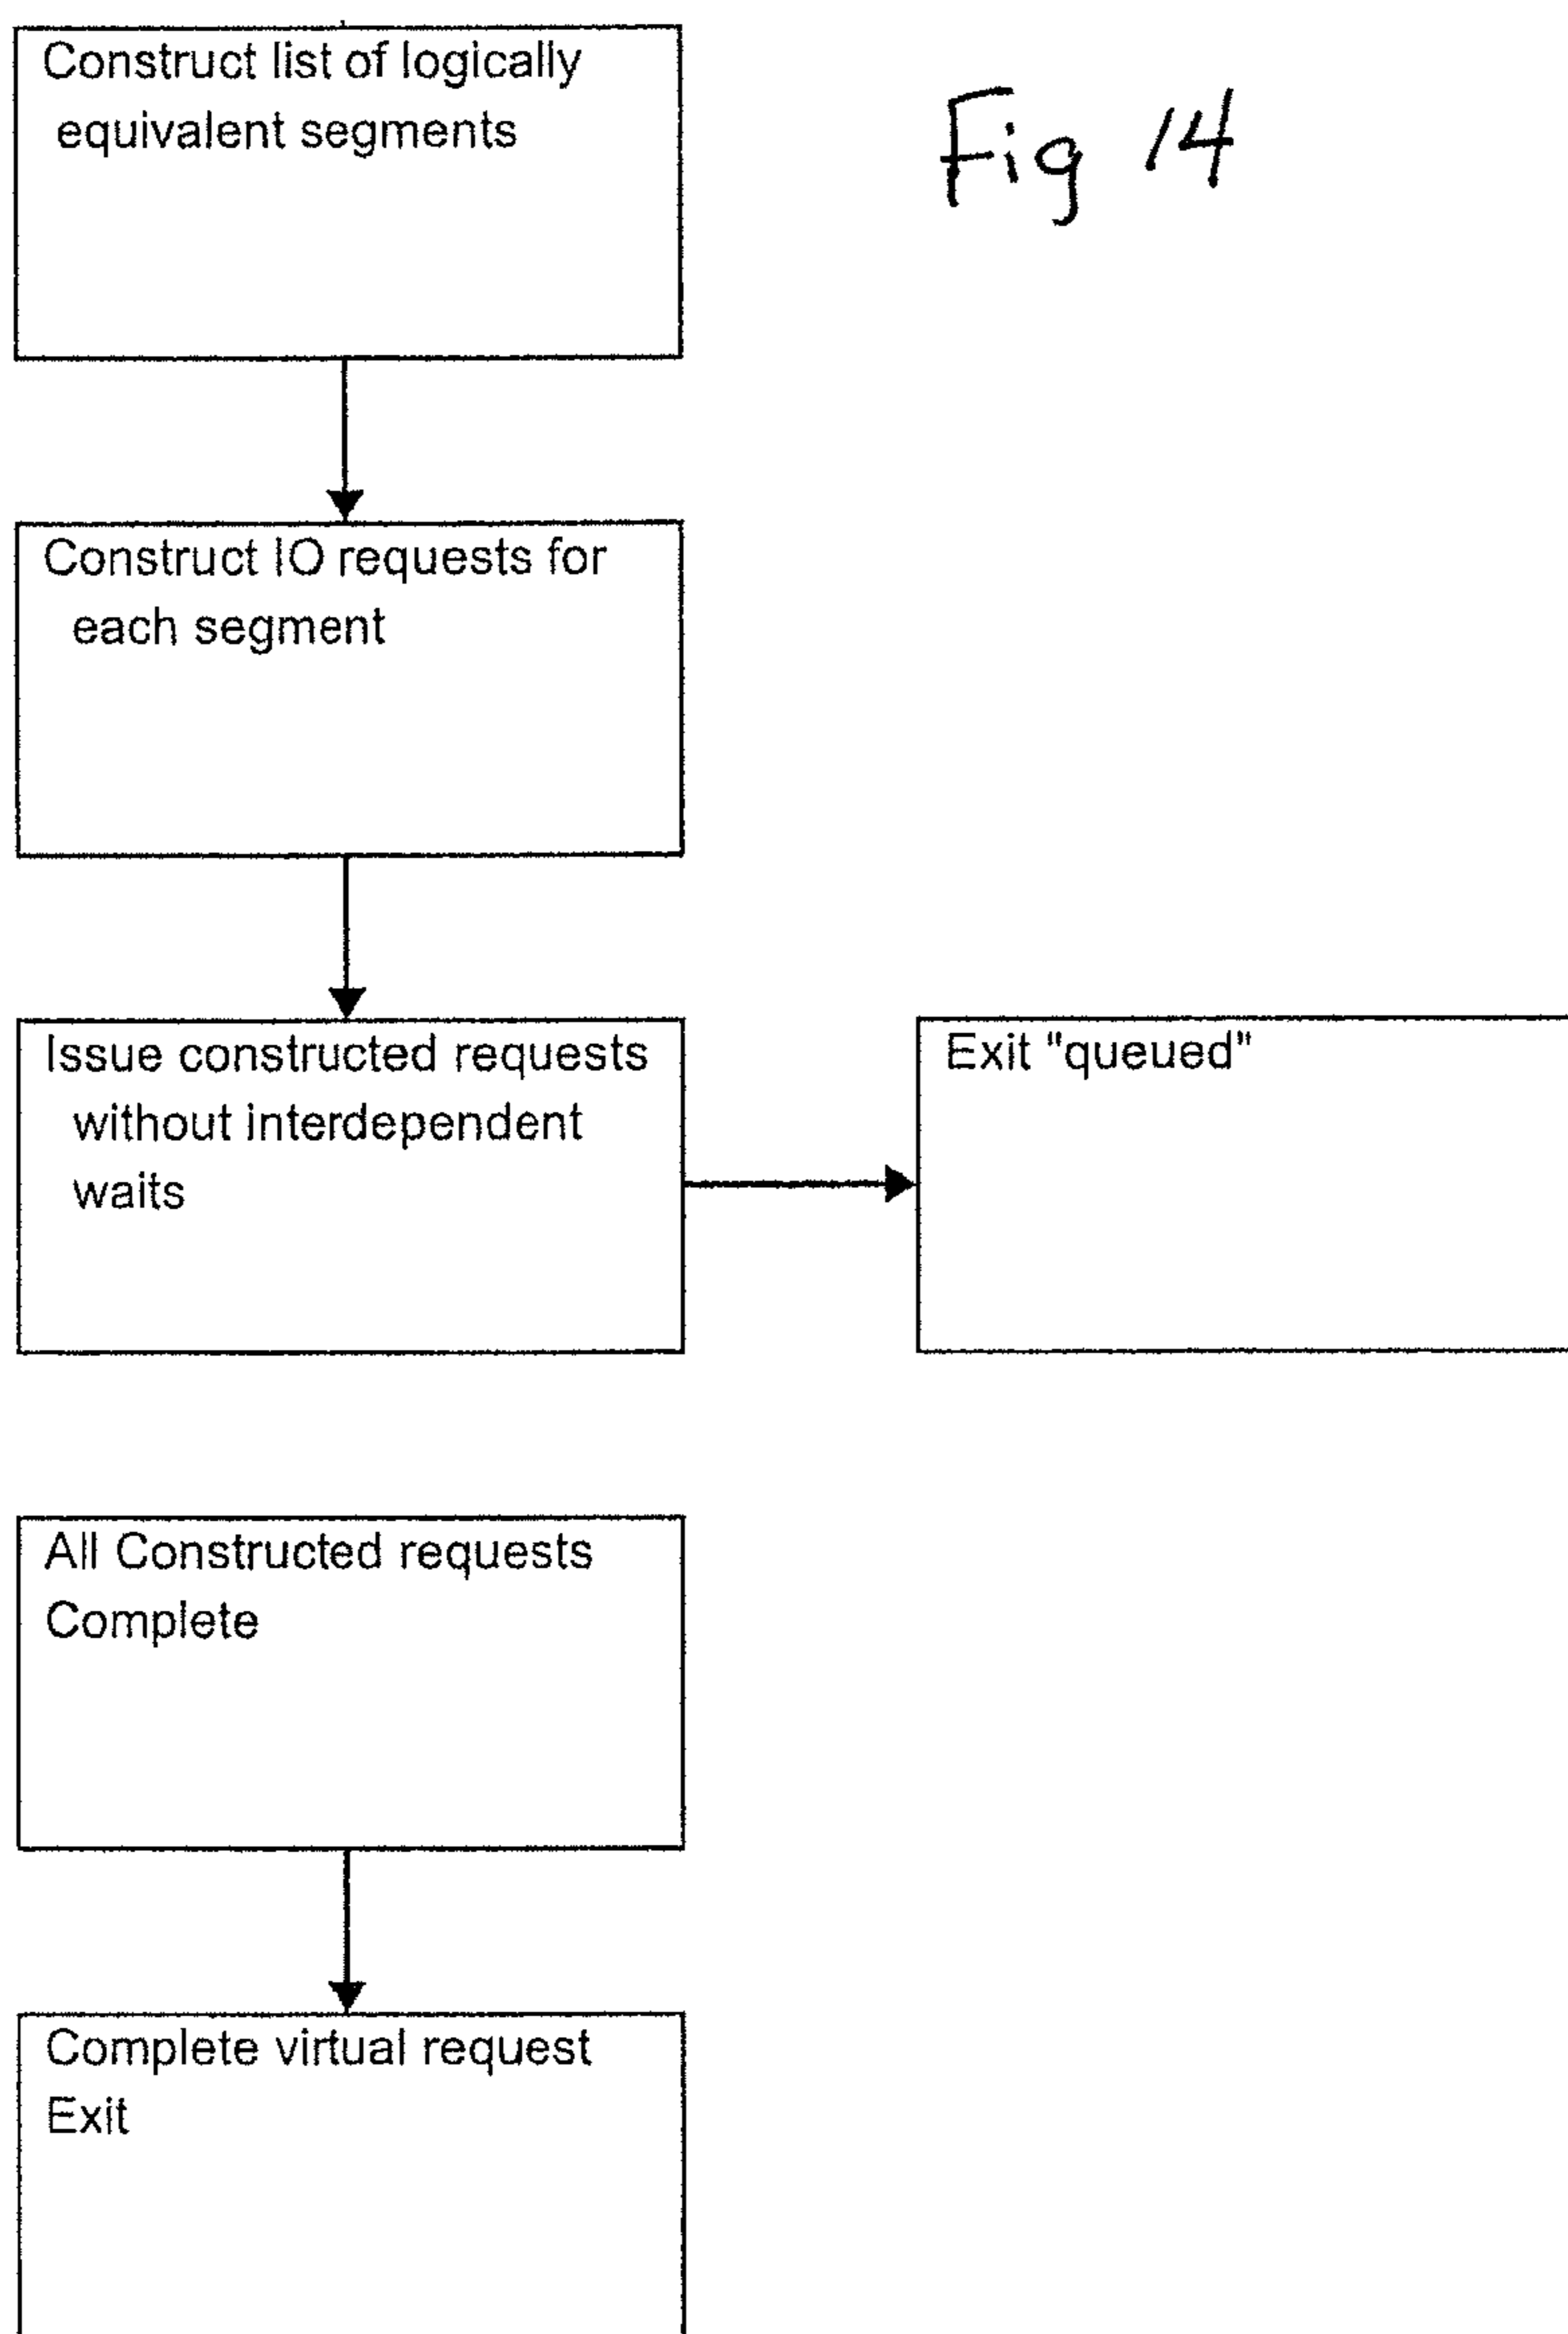 Construct list of logically
equivalent segments
Fig 14
Construct IO requests for
each segment
Issue constructed requests
without interdependent
waits
Exit "queued"
All Constructed requests
Complete
Complete virtual request
Exit